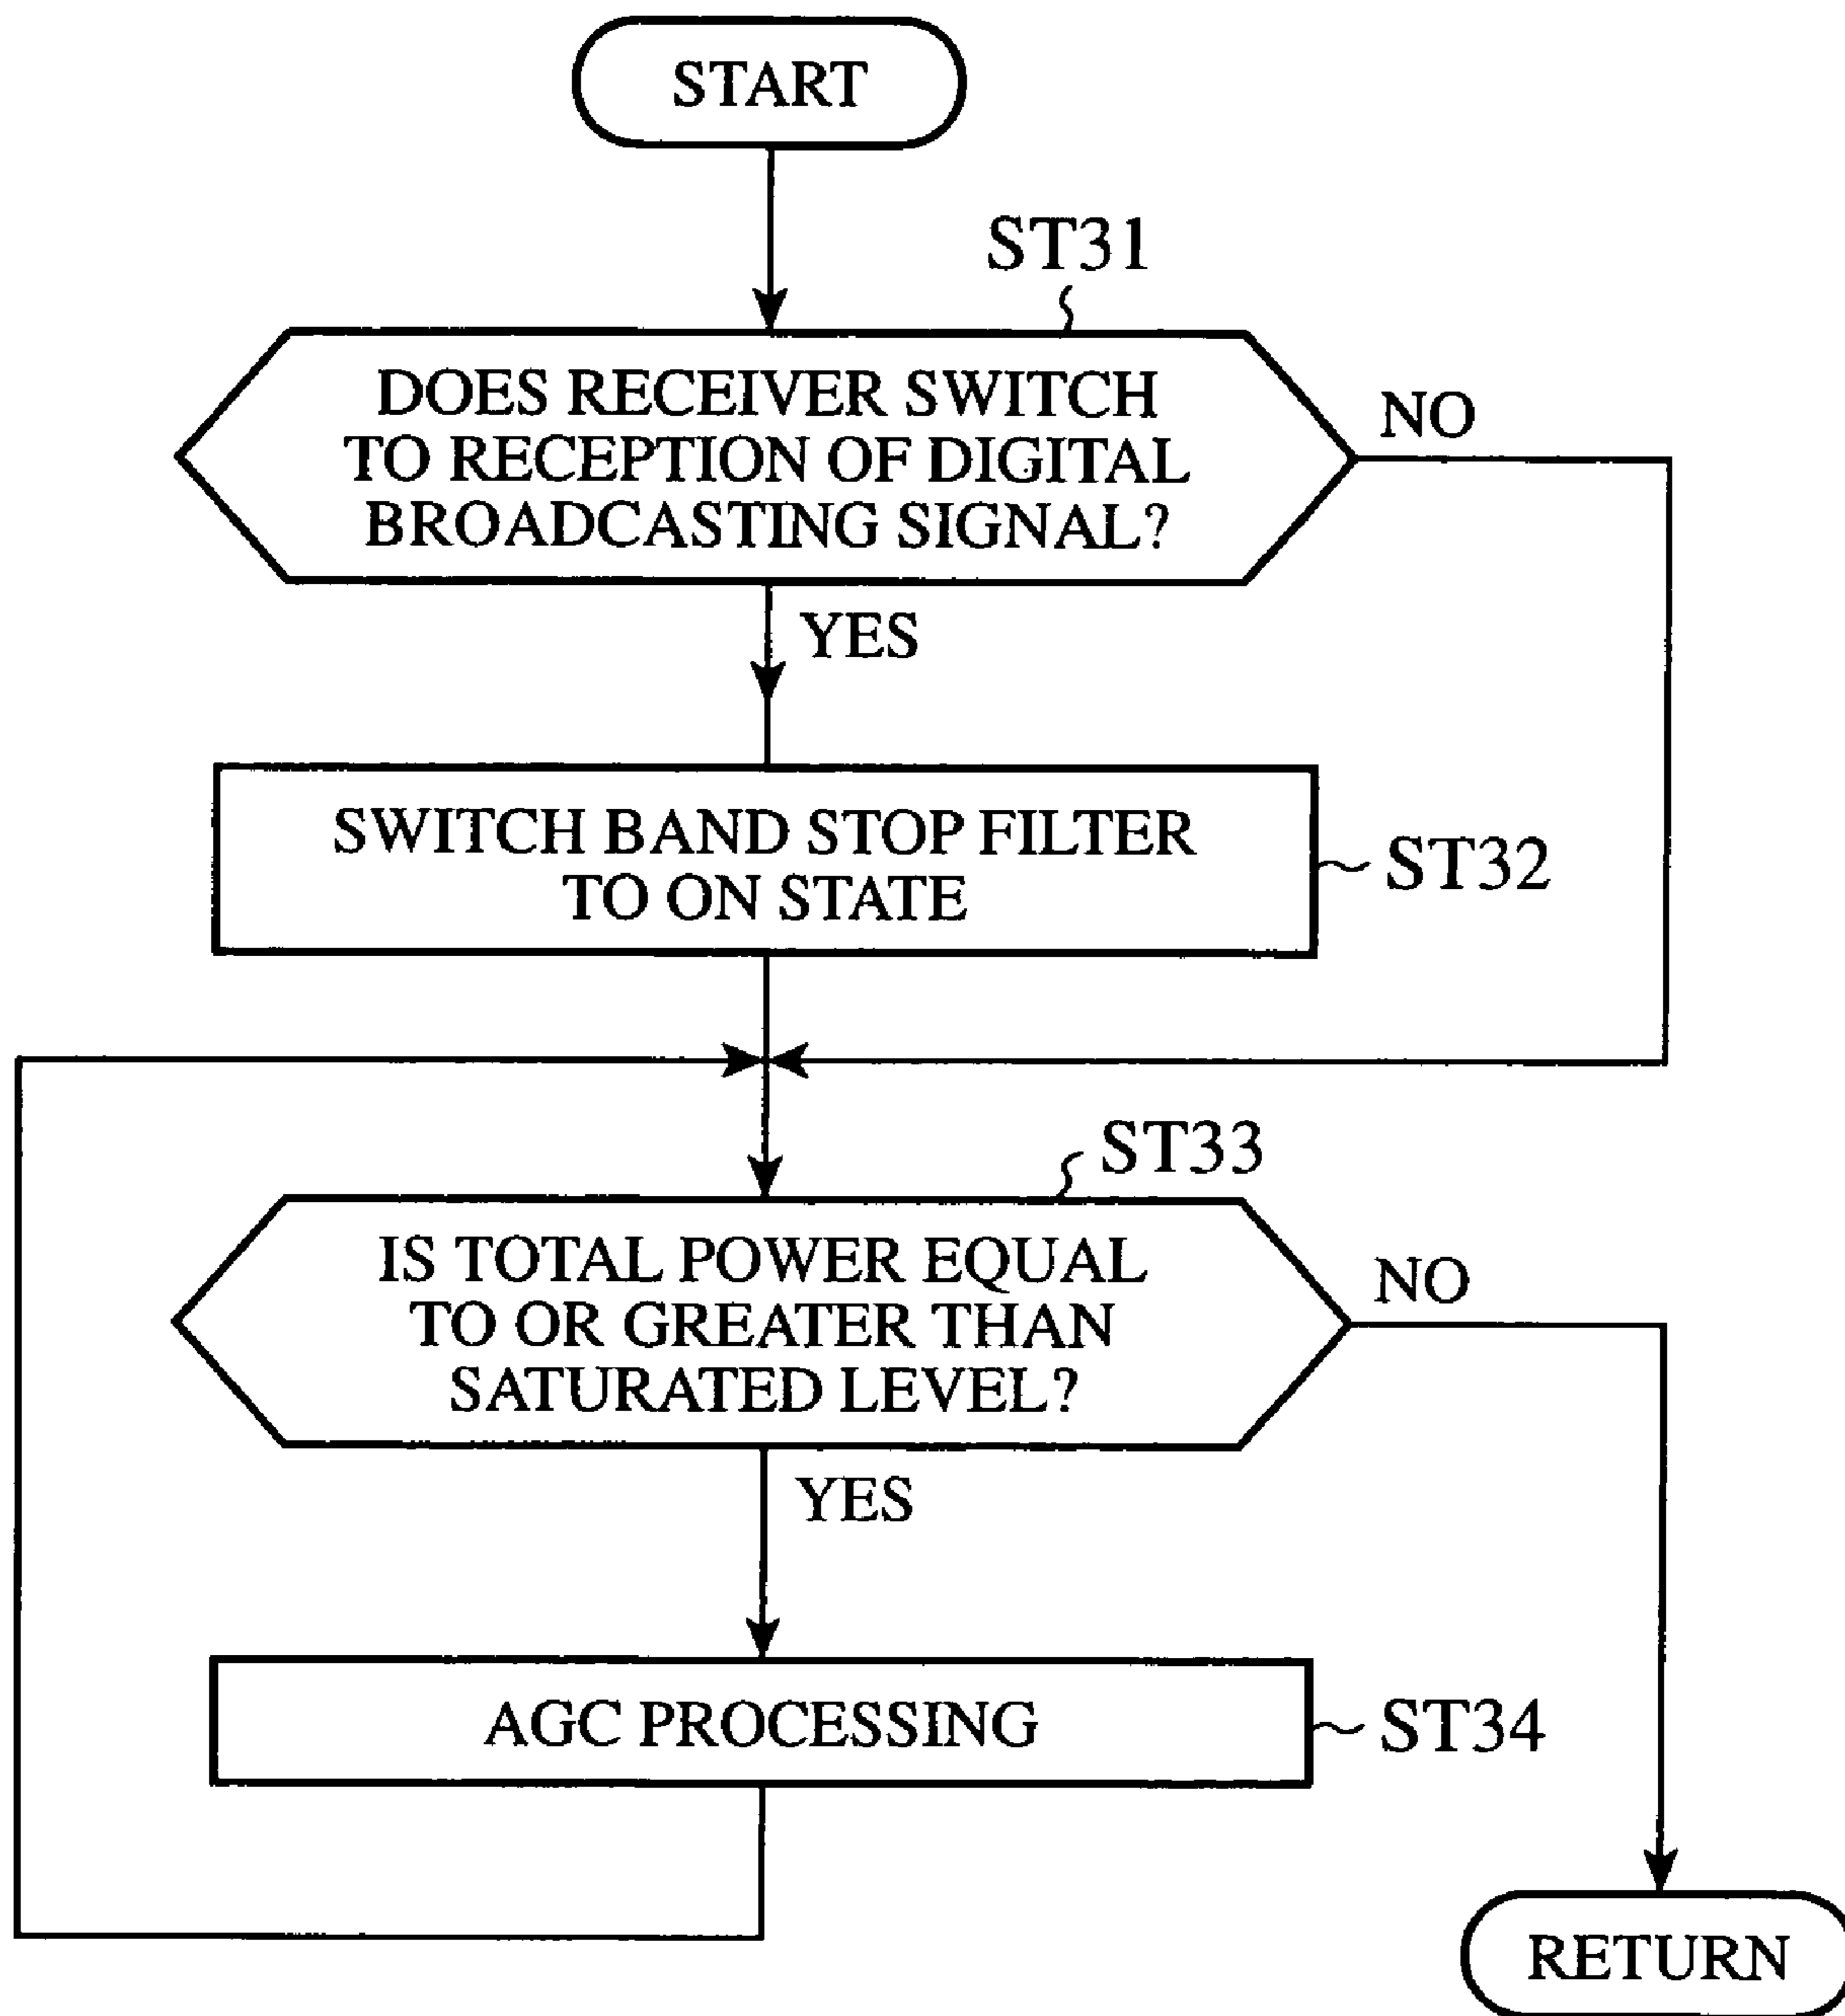 START
ST31
DOES RECEIVER SWITCH
TO RECEPTION OF DIGITAL
BROADCASTING SIGNAL?
NO
YES
SWITCH BAND STOP FILTER
TO ON STATE
ST32
ST33
IS TOTAL POWER EQUAL
TO OR GREATER THAN
SATURATED LEVEL?
NO
YES
AGC PROCESSING
ST34
RETURN